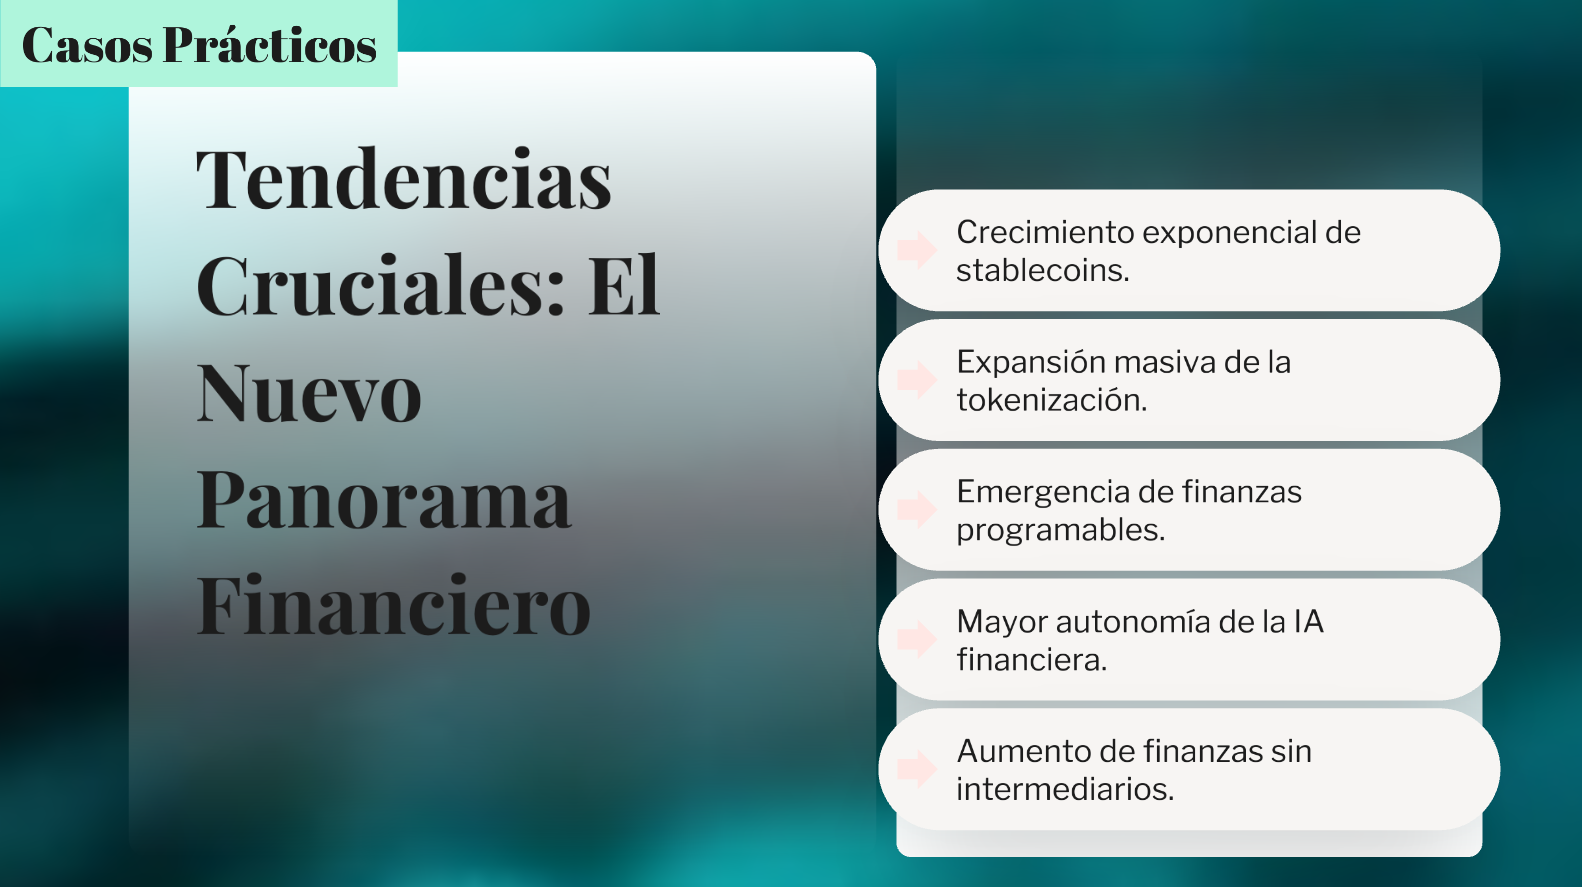 Casos Prácticos
Tendencias
Cruciales: El
Nuevo
Panorama
Financiero
Crecimiento exponencial de
stablecoins.
Expansión masiva de la
tokenización.
Emergencia de finanzas
programables.
Mayor autonomía de la IA
financiera.
Aumento de finanzas sin
intermediarios.